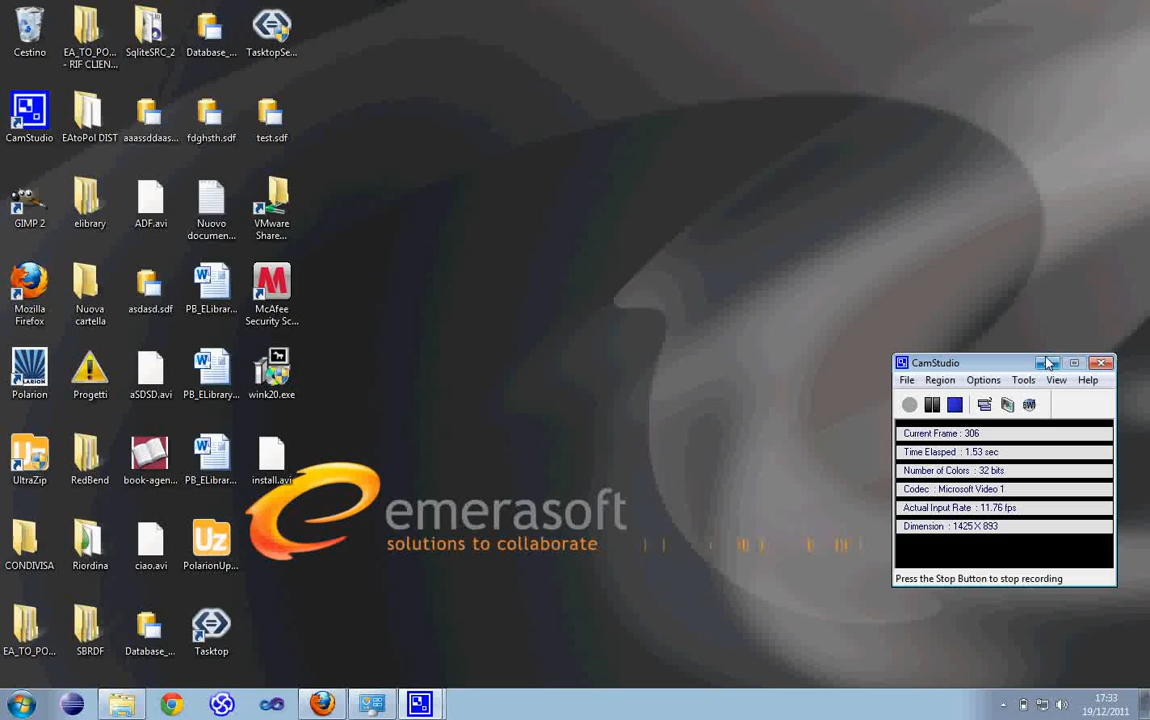 Cestino
EA_TO_PO...
- RIF CLIEN...
SqliteSRC_2
Database_...
TasktopSe...
CamStudio
EAtoPol DIST
aaassddaas...
fdghsth.sdf
test.sdf
GIMP 2
elibrary
ADF.avi
Nuovo
documen...
VMware
Share...
Mozilla
Firefox
Nuova
cartella
asdasd.sdf
PB_ELibrar...
McAfee
Security Sc...
Polarion
Progetti
aSDSD.avi
PB_ELibrary...
wink20.exe
UltraZip
RedBend
book-agen...
PB_ELibrar...
install.avi
CONDIVISA
Riordina
ciao.avi
PolarionUp...
EA_TO_PO...
SBRDF
Database_...
Tasktop
emerasoft
solutions to collaborate
CamStudio
File Region Options Tools View Help
Current Frame : 306
Time Elasped : 1.53 sec
Number of Colors : 32 bits
Codec : Microsoft Video 1
Actual Input Rate : 11.76 fps
Dimension : 1425 X 893
Press the Stop Button to stop recording
17:33
19/12/2011